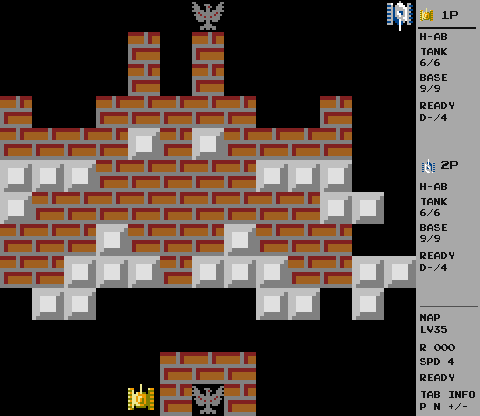 1P
H-AB
TANK
6/6
BASE
9/9
READY
D-/4
2P
H-AB
TANK
6/6
BASE
9/9
READY
D-/4
MAP
LV35
R 000
SPD 4
READY
TAB INFO
P N +/-